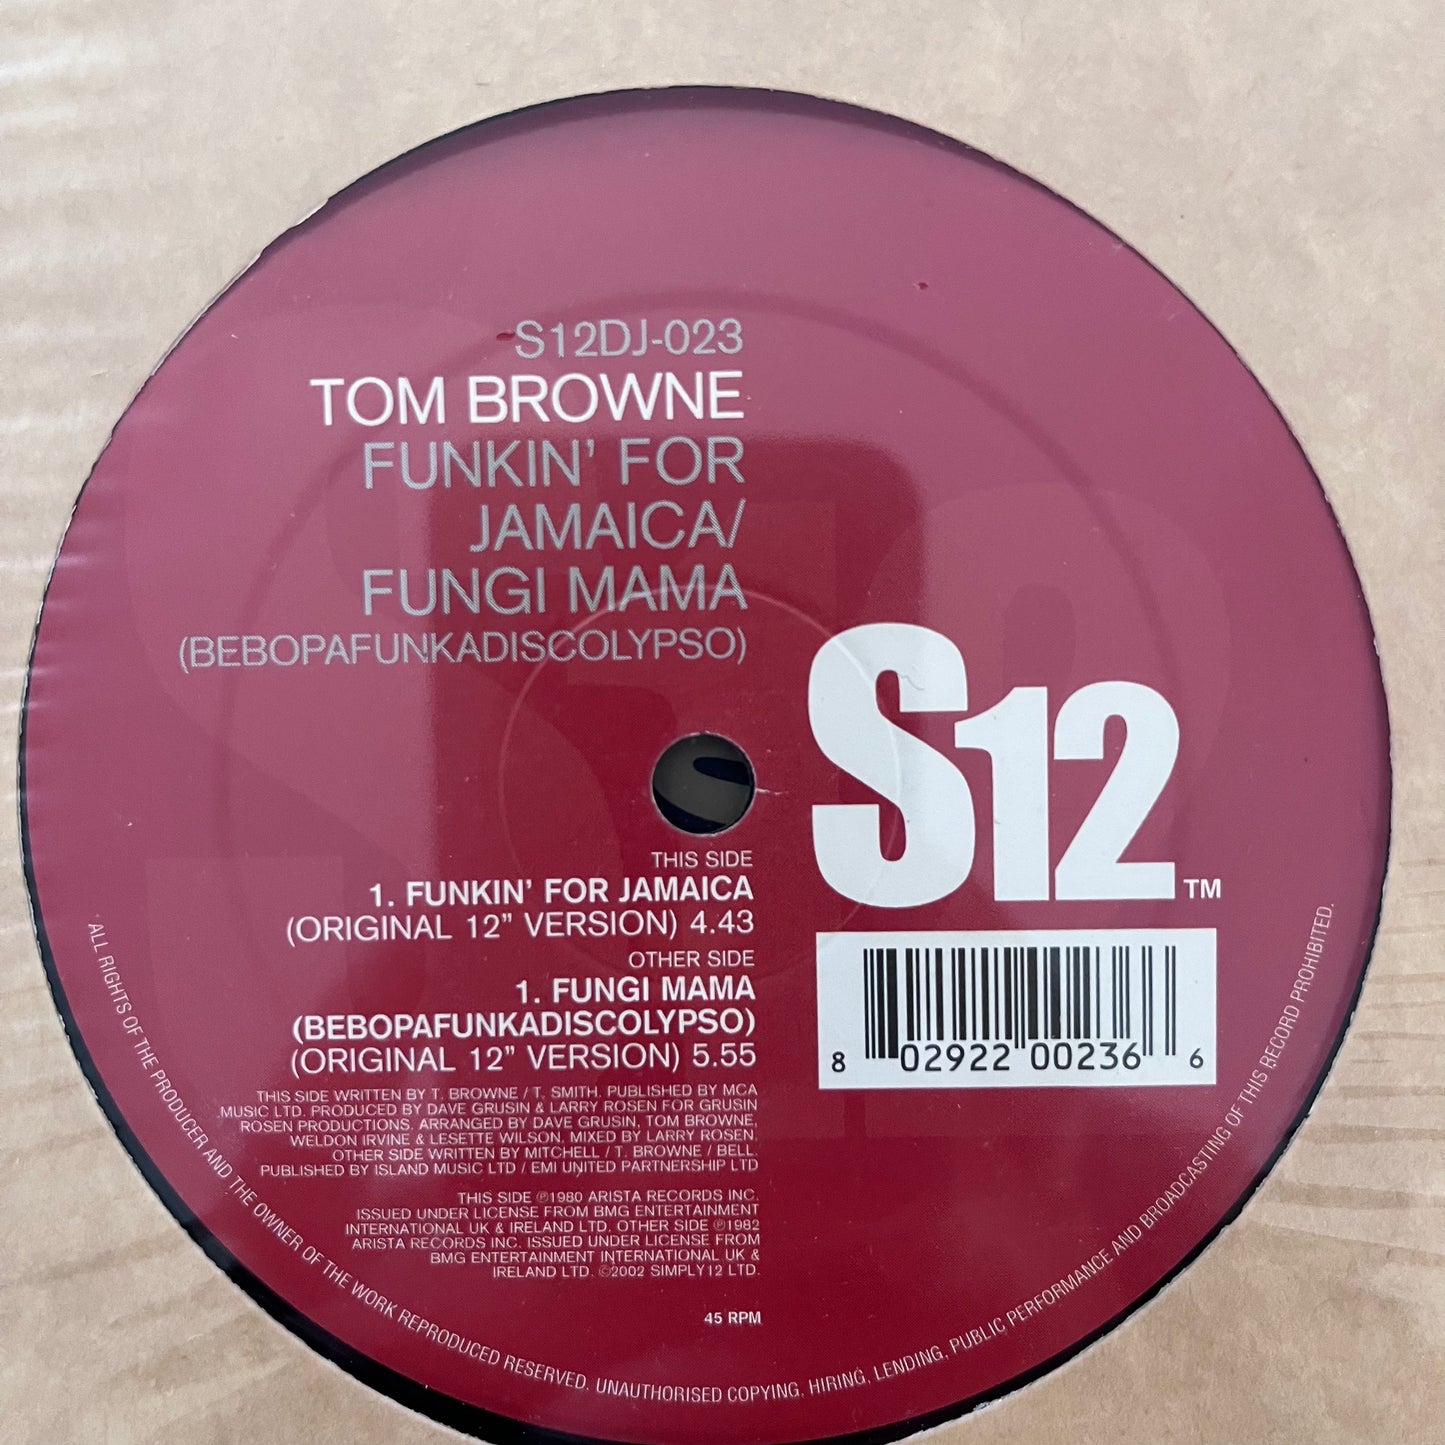 S12DJ-023
TOM BROWNE
FUNKIN' FOR
JAMAICA/
FUNGI MAMA
(BEBOPAFUNKADISCOLYPSO)
S12™
THIS SIDE
1. FUNKIN' FOR JAMAICA
(ORIGINAL 12" VERSION) 4.43
OTHER SIDE
1. FUNGI MAMA
(BEBOPAFUNKADISCOLYPSO)
(ORIGINAL 12" VERSION) 5.55
8 02922 00236 6
THIS SIDE WRITTEN BY T. BROWNE / T. SMITH. PUBLISHED BY MCA
MUSIC LTD. PRODUCED BY DAVE GRUSIN & LARRY ROSEN FOR GRUSIN
ROSEN PRODUCTIONS. ARRANGED BY DAVE GRUSIN, TOM BROWNE,
WELDON IRVINE & LESETTE WILSON, MIXED BY LARRY ROSEN.
OTHER SIDE WRITTEN BY MITCHELL / T. BROWNE / BELL.
PUBLISHED BY ISLAND MUSIC LTD / EMI UNITED PARTNERSHIP LTD
THIS SIDE ℗1980 ARISTA RECORDS INC.
ISSUED UNDER LICENSE FROM BMG ENTERTAINMENT
INTERNATIONAL UK & IRELAND LTD. OTHER SIDE ℗1982
ARISTA RECORDS INC. ISSUED UNDER LICENSE FROM
BMG ENTERTAINMENT INTERNATIONAL UK &
IRELAND LTD. ©2002 SIMPLY12 LTD.
45 RPM
ALL RIGHTS OF THE PRODUCER AND THE OWNER OF THE WORK REPRODUCED RESERVED. UNAUTHORISED COPYING, HIRING, LENDING, PUBLIC PERFORMANCE AND BROADCASTING OF THIS RECORD PROHIBITED.